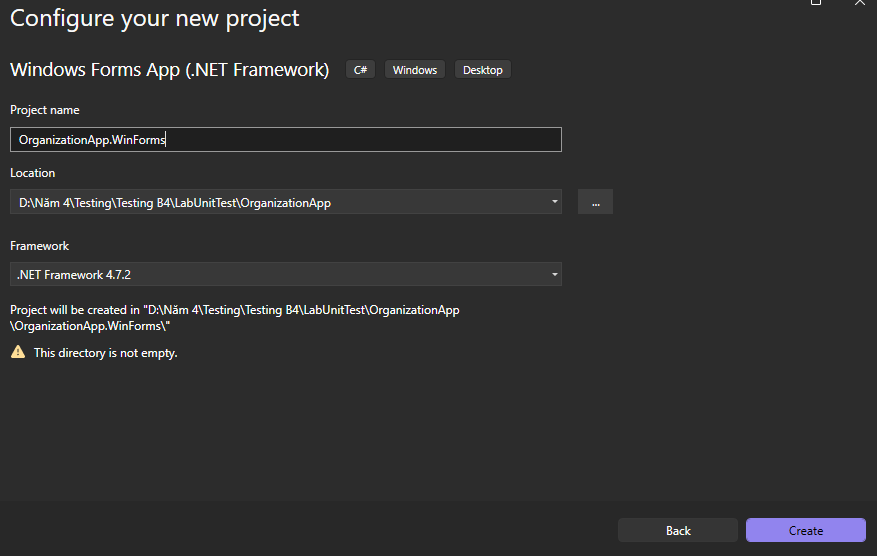 Configure your new project
Windows Forms App (.NET Framework) C# Windows Desktop
Project name
OrganizationApp.WinForms
Location
D:\Năm 4\Testing\Testing B4\LabUnitTest\OrganizationApp
...
Framework
.NET Framework 4.7.2
Project will be created in "D:\Năm 4\Testing\Testing B4\LabUnitTest\OrganizationApp
\OrganizationApp.WinForms\"
This directory is not empty.
Back Create